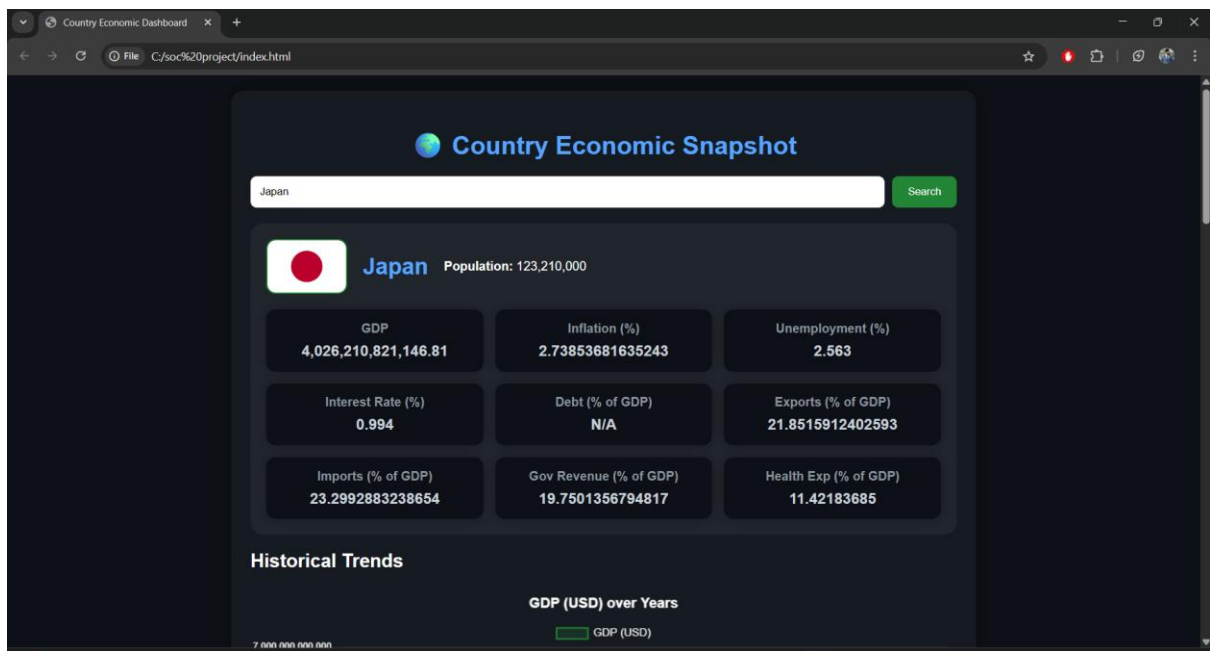 Country Economic Dashboard
File C:/soc%20project/index.html
Country Economic Snapshot
Japan
Search
Japan Population: 123,210,000
GDP Inflation (%) Unemployment (%)
4,026,210,821,146.81 2.73853681635243 2.563
Interest Rate (%) Debt (% of GDP) Exports (% of GDP)
0.994 N/A 21.8515912402593
Imports (% of GDP) Gov Revenue (% of GDP) Health Exp (% of GDP)
23.2992883238654 19.7501356794817 11.42183685
Historical Trends
GDP (USD) over Years
GDP (USD)
7,000,000,000,000